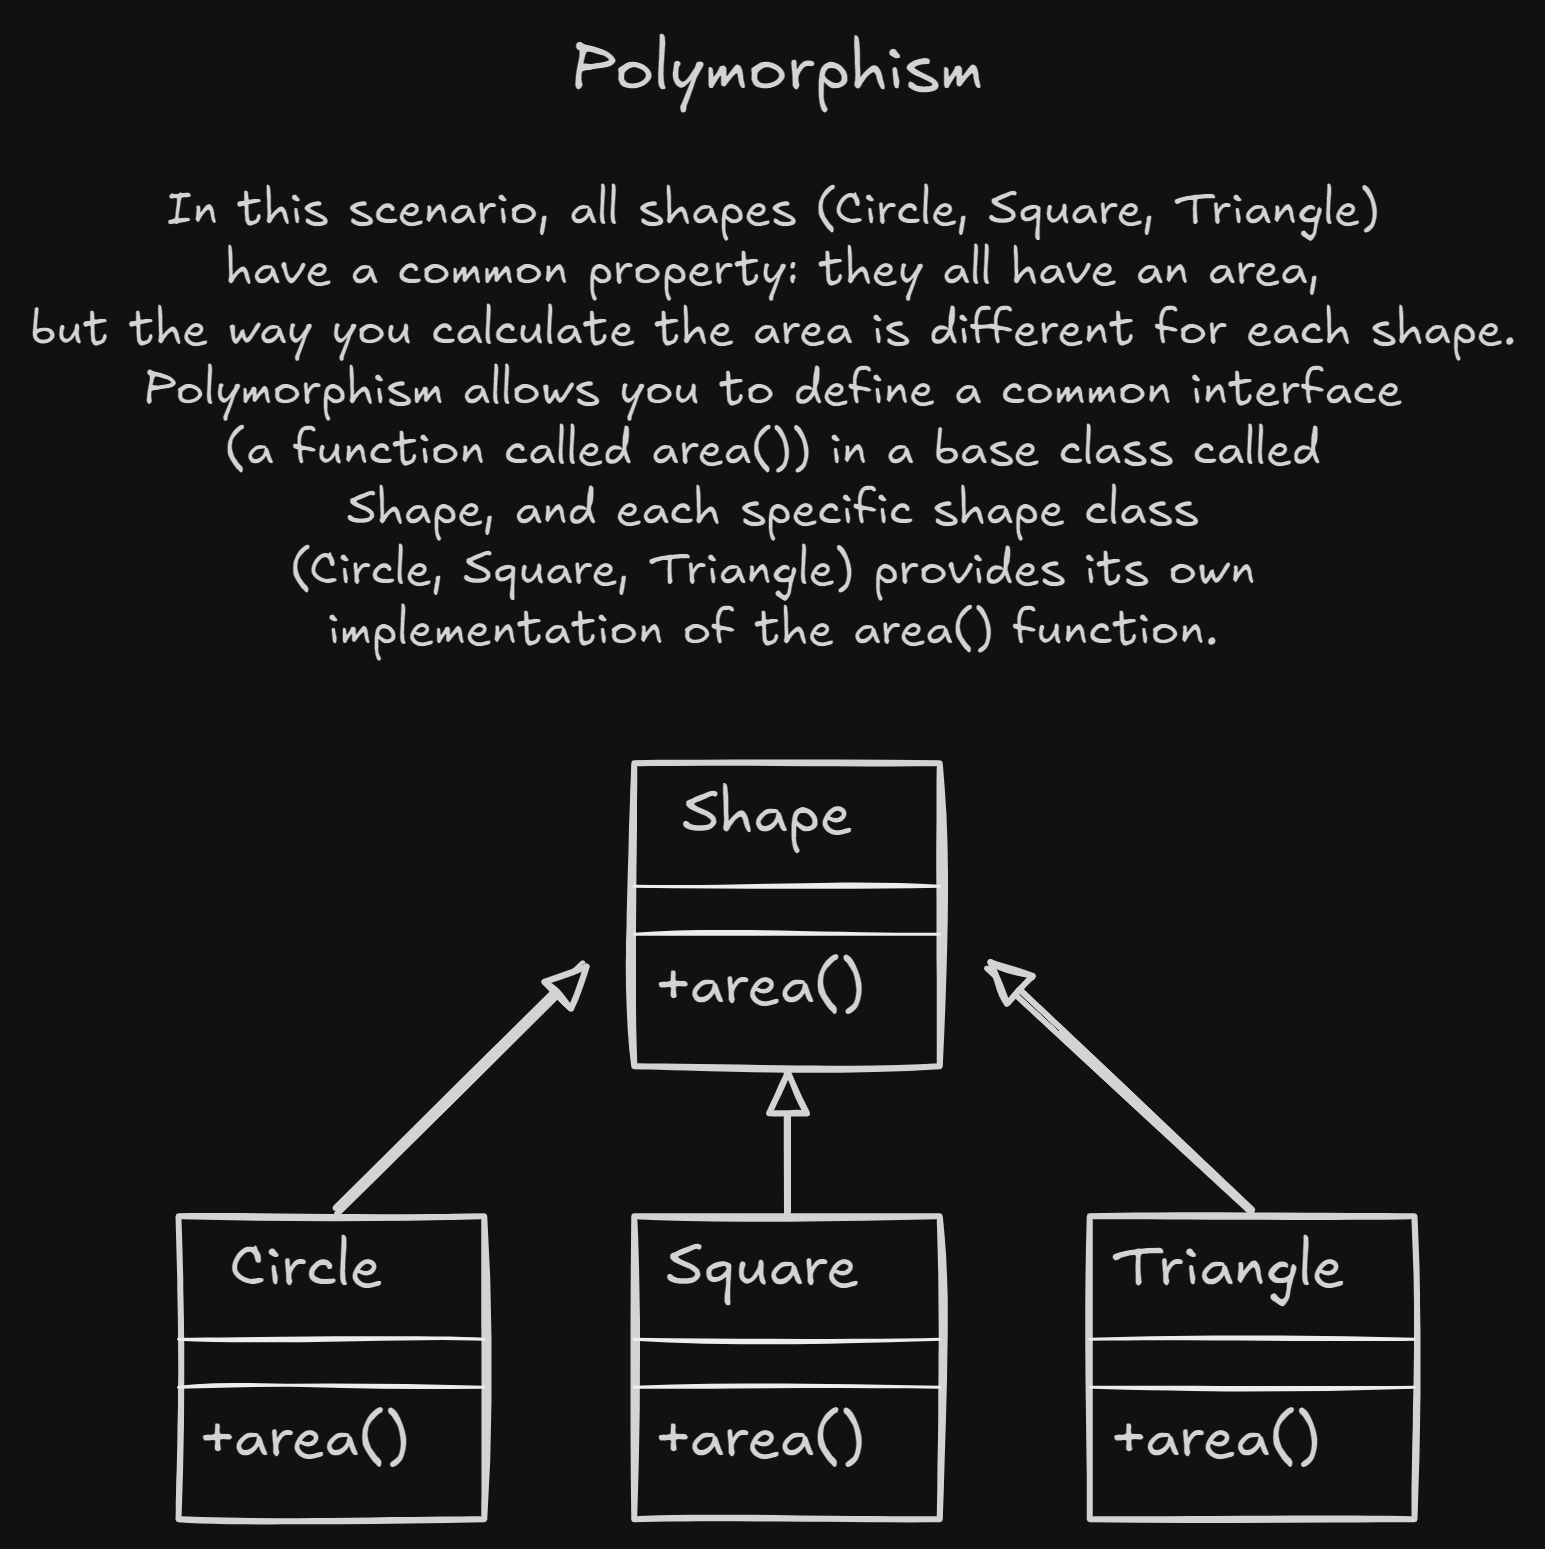 Polymorphism
In this scenario, all shapes (Circle, Square, Triangle)
have a common property: they all have an area,
but the way you calculate the area is different for each shape.
Polymorphism allows you to define a common interface
(a function called area()) in a base class called
Shape, and each specific shape class
(Circle, Square, Triangle) provides its own
implementation of the area() function.
Shape
+area()
Circle
+area()
Square
+area()
Triangle
+area()